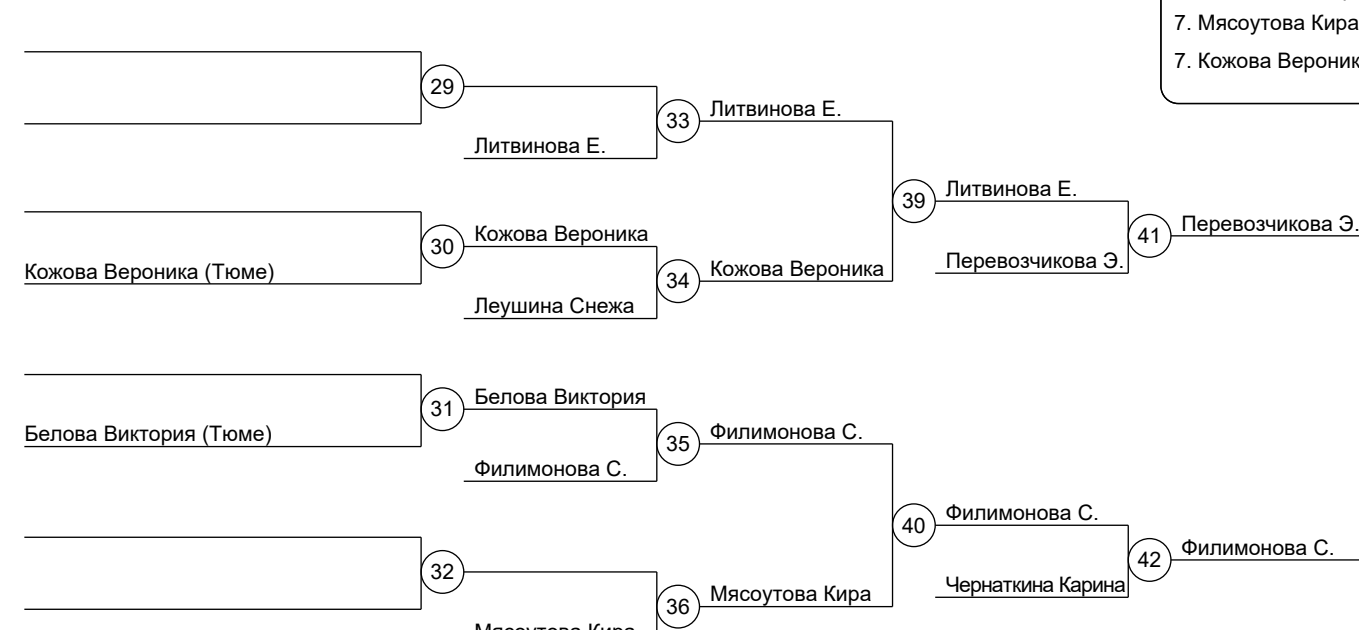 7. Мясоутова Кира
7. Кожова Вероник
29
33
Литвинова Е.
Литвинова Е.
39
Литвинова Е.
30
Кожова Вероника
41
Перевозчикова Э.
Кожова Вероника (Тюме)
34
Кожова Вероника
Перевозчикова Э.
Леушина Снежа
31
Белова Виктория
Белова Виктория (Тюме)
35
Филимонова С.
Филимонова С.
40
Филимонова С.
32
42
Филимонова С.
36
Мясоутова Кира
Чернаткина Карина
Мясоутова Кира